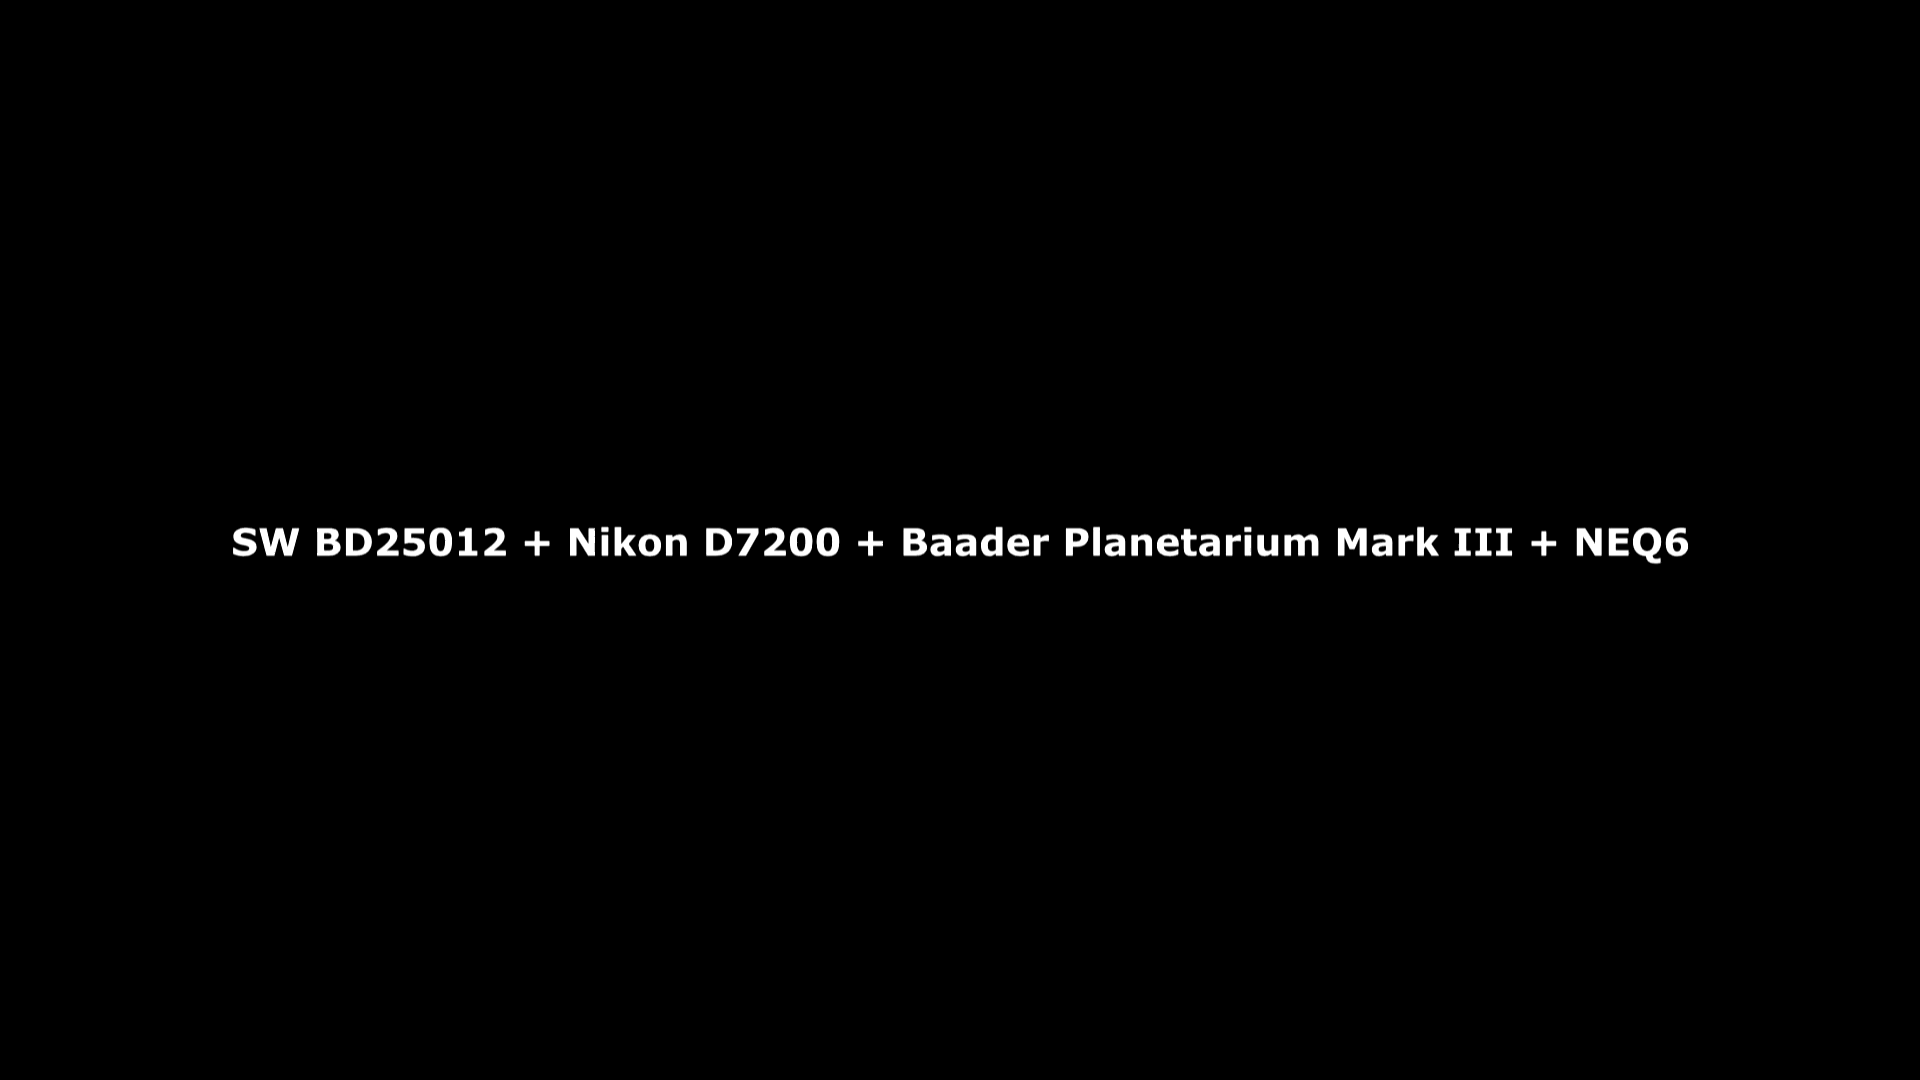 SW BD25012 + Nikon D7200 + Baader Planetarium Mark III + NEQ6